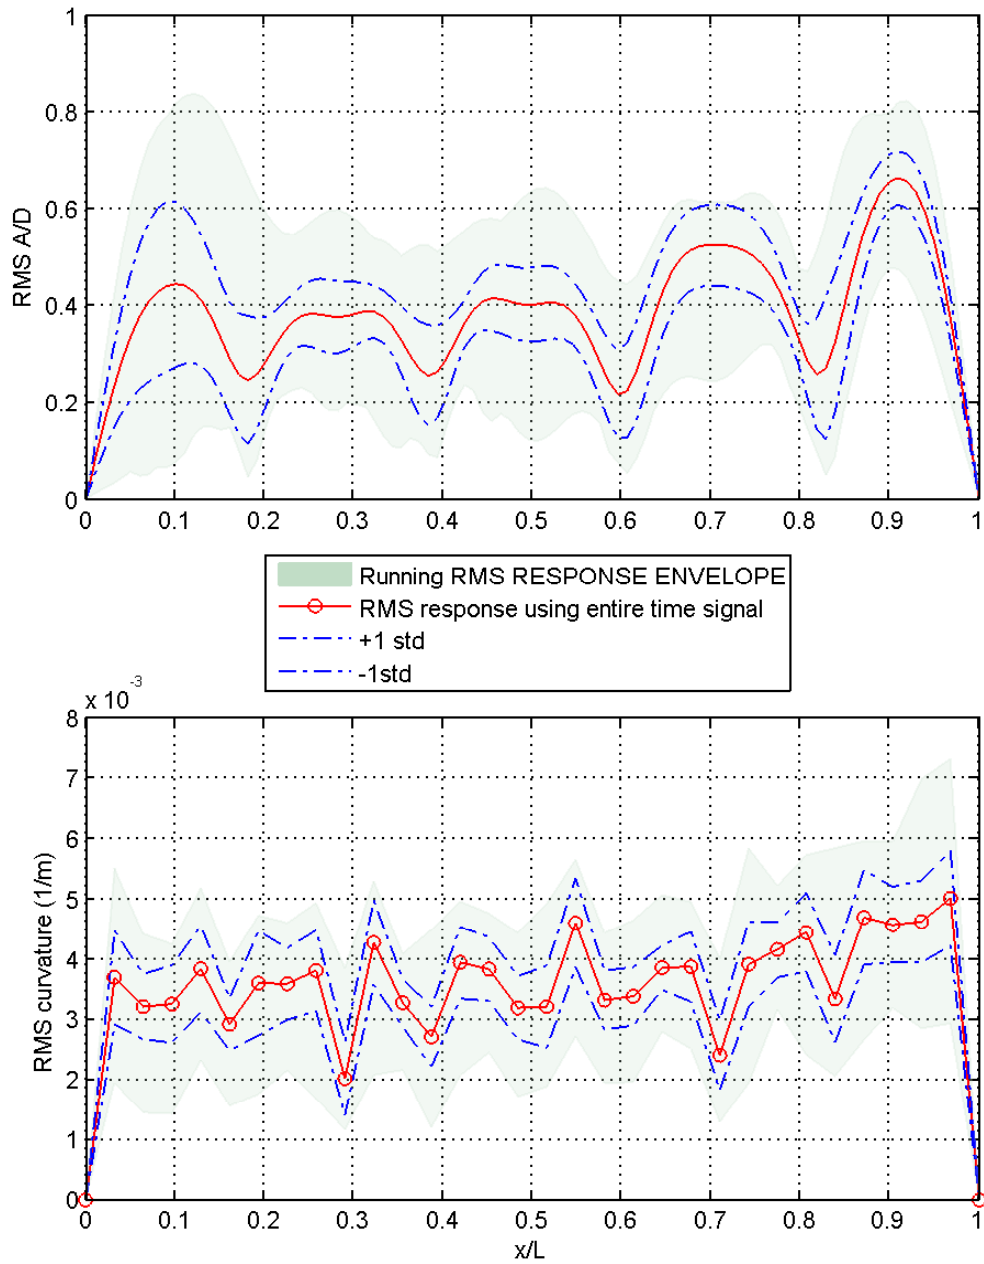 1
0.8
0.6
0.4
0.2
0
RMS A/D
0 0.1 0.2 0.3 0.4 0.5 0.6 0.7 0.8 0.9 1
Running RMS RESPONSE ENVELOPE
RMS response using entire time signal
+1 std
-1std
x 10-3
8
7
6
5
4
3
2
1
0
RMS curvature (1/m)
0 0.1 0.2 0.3 0.4 0.5 0.6 0.7 0.8 0.9 1
x/L